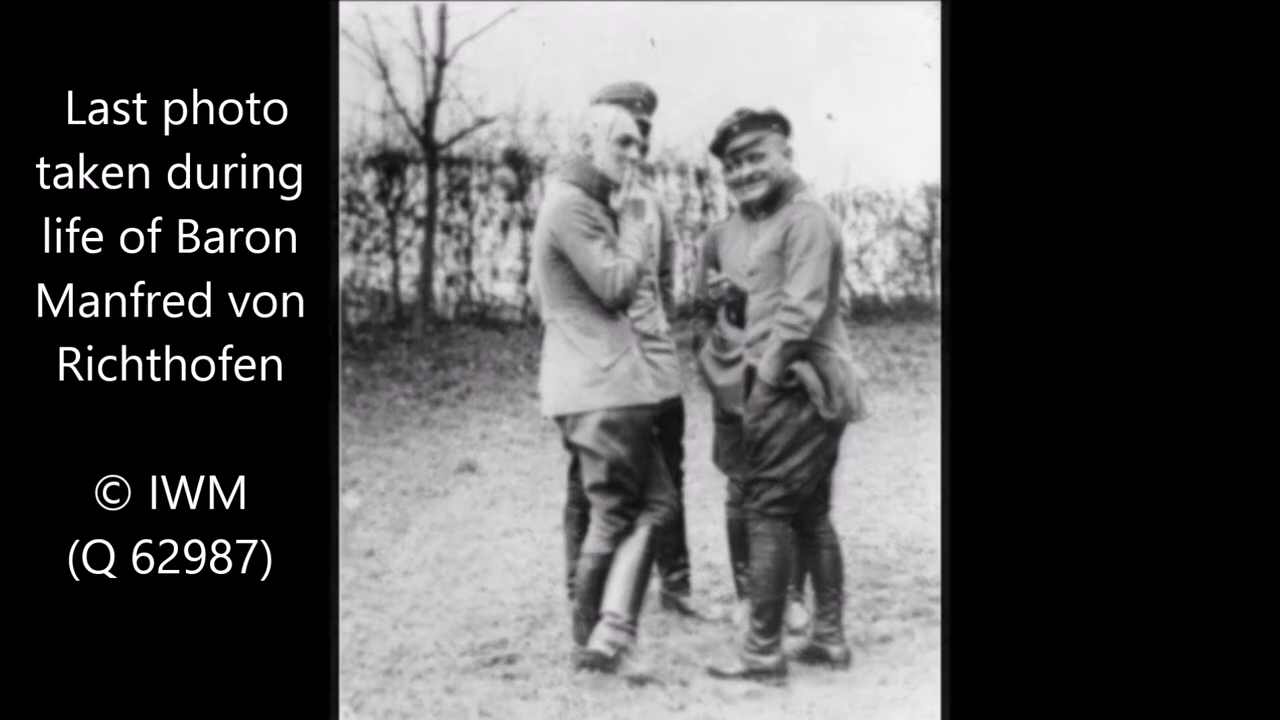 Last photo
taken during
life of Baron
Manfred von
Richthofen
© IWM
(Q 62987)